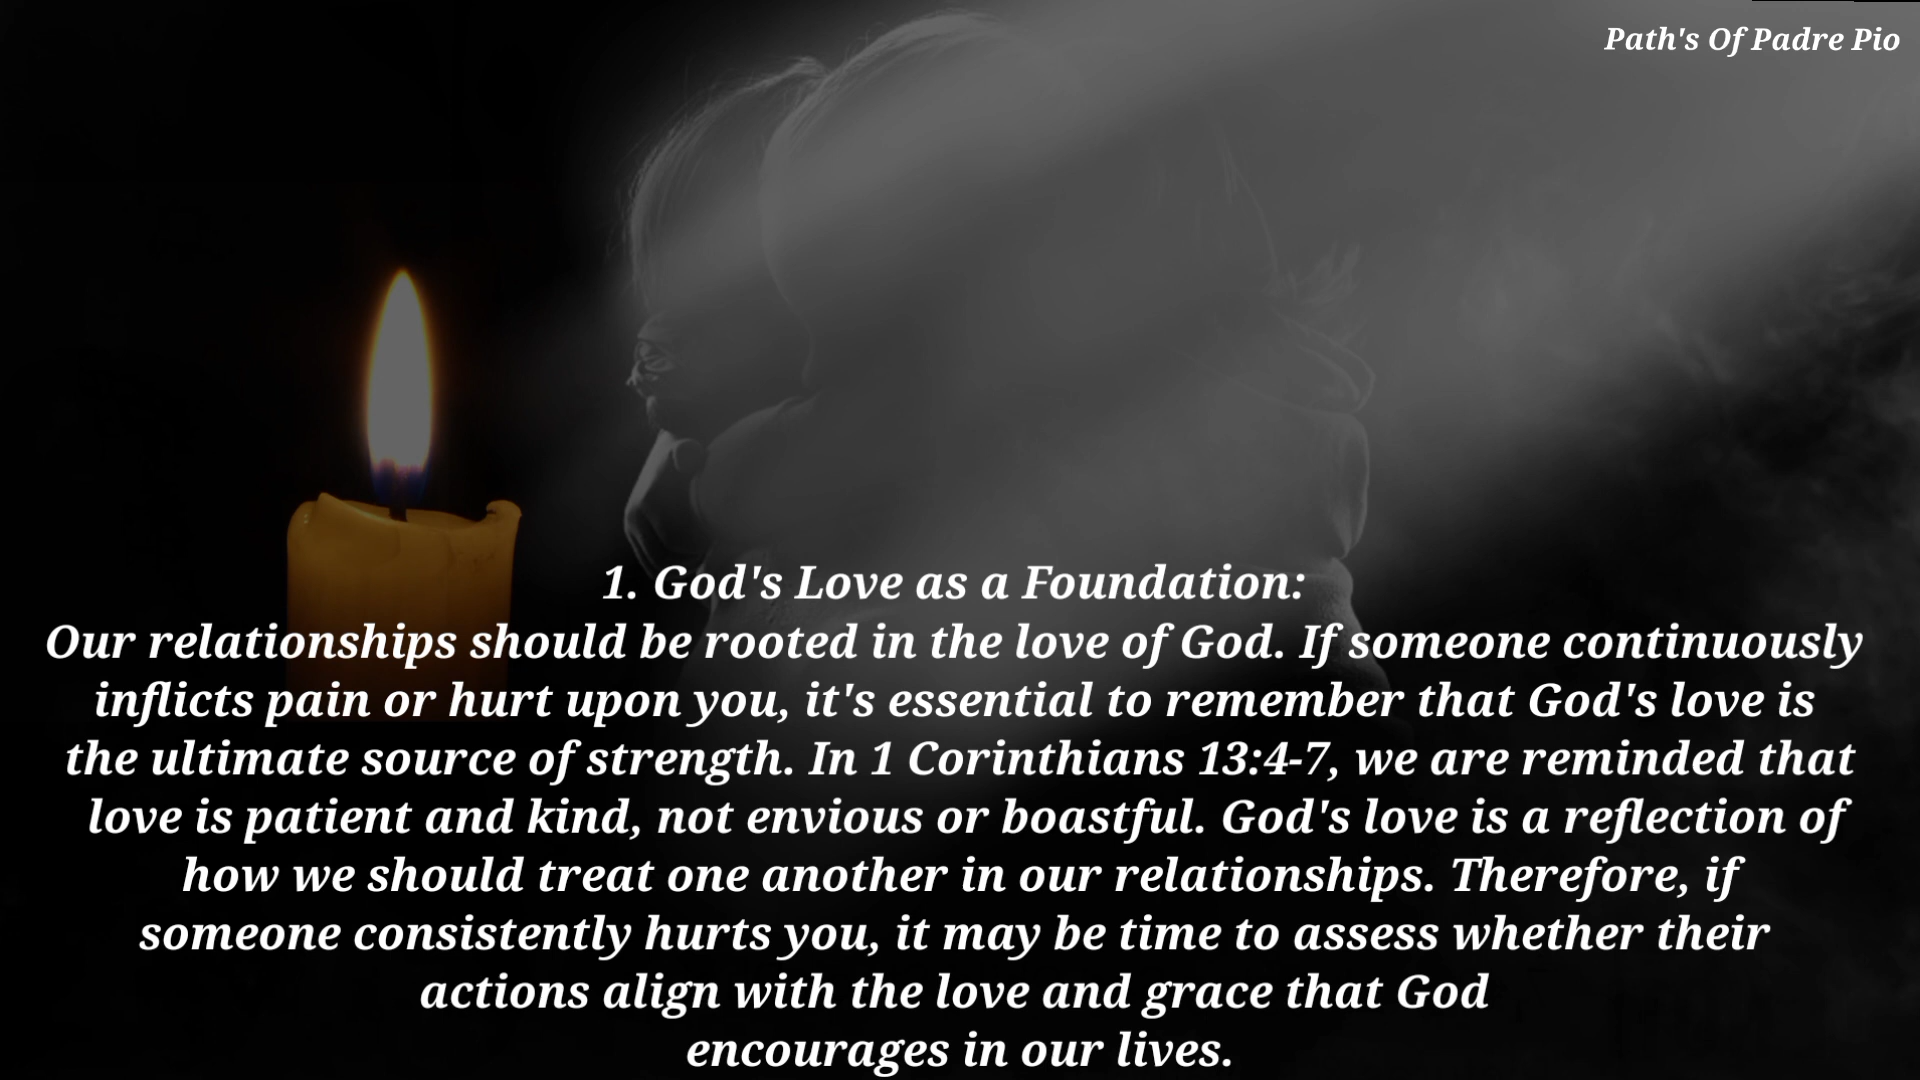 Path's Of Padre Pio
1. God's Love as a Foundation:
Our relationships should be rooted in the love of God. If someone continuously
inflicts pain or hurt upon you, it's essential to remember that God's love is
the ultimate source of strength. In 1 Corinthians 13:4-7, we are reminded that
love is patient and kind, not envious or boastful. God's love is a reflection of
how we should treat one another in our relationships. Therefore, if
someone consistently hurts you, it may be time to assess whether their
actions align with the love and grace that God
encourages in our lives.